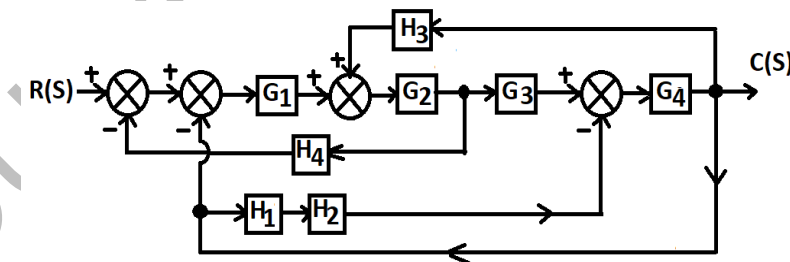 H3
C(S)
R(S)
+
+
G1
+
+
G2
G3
+
G4
−
−
−
H4
H1
H2